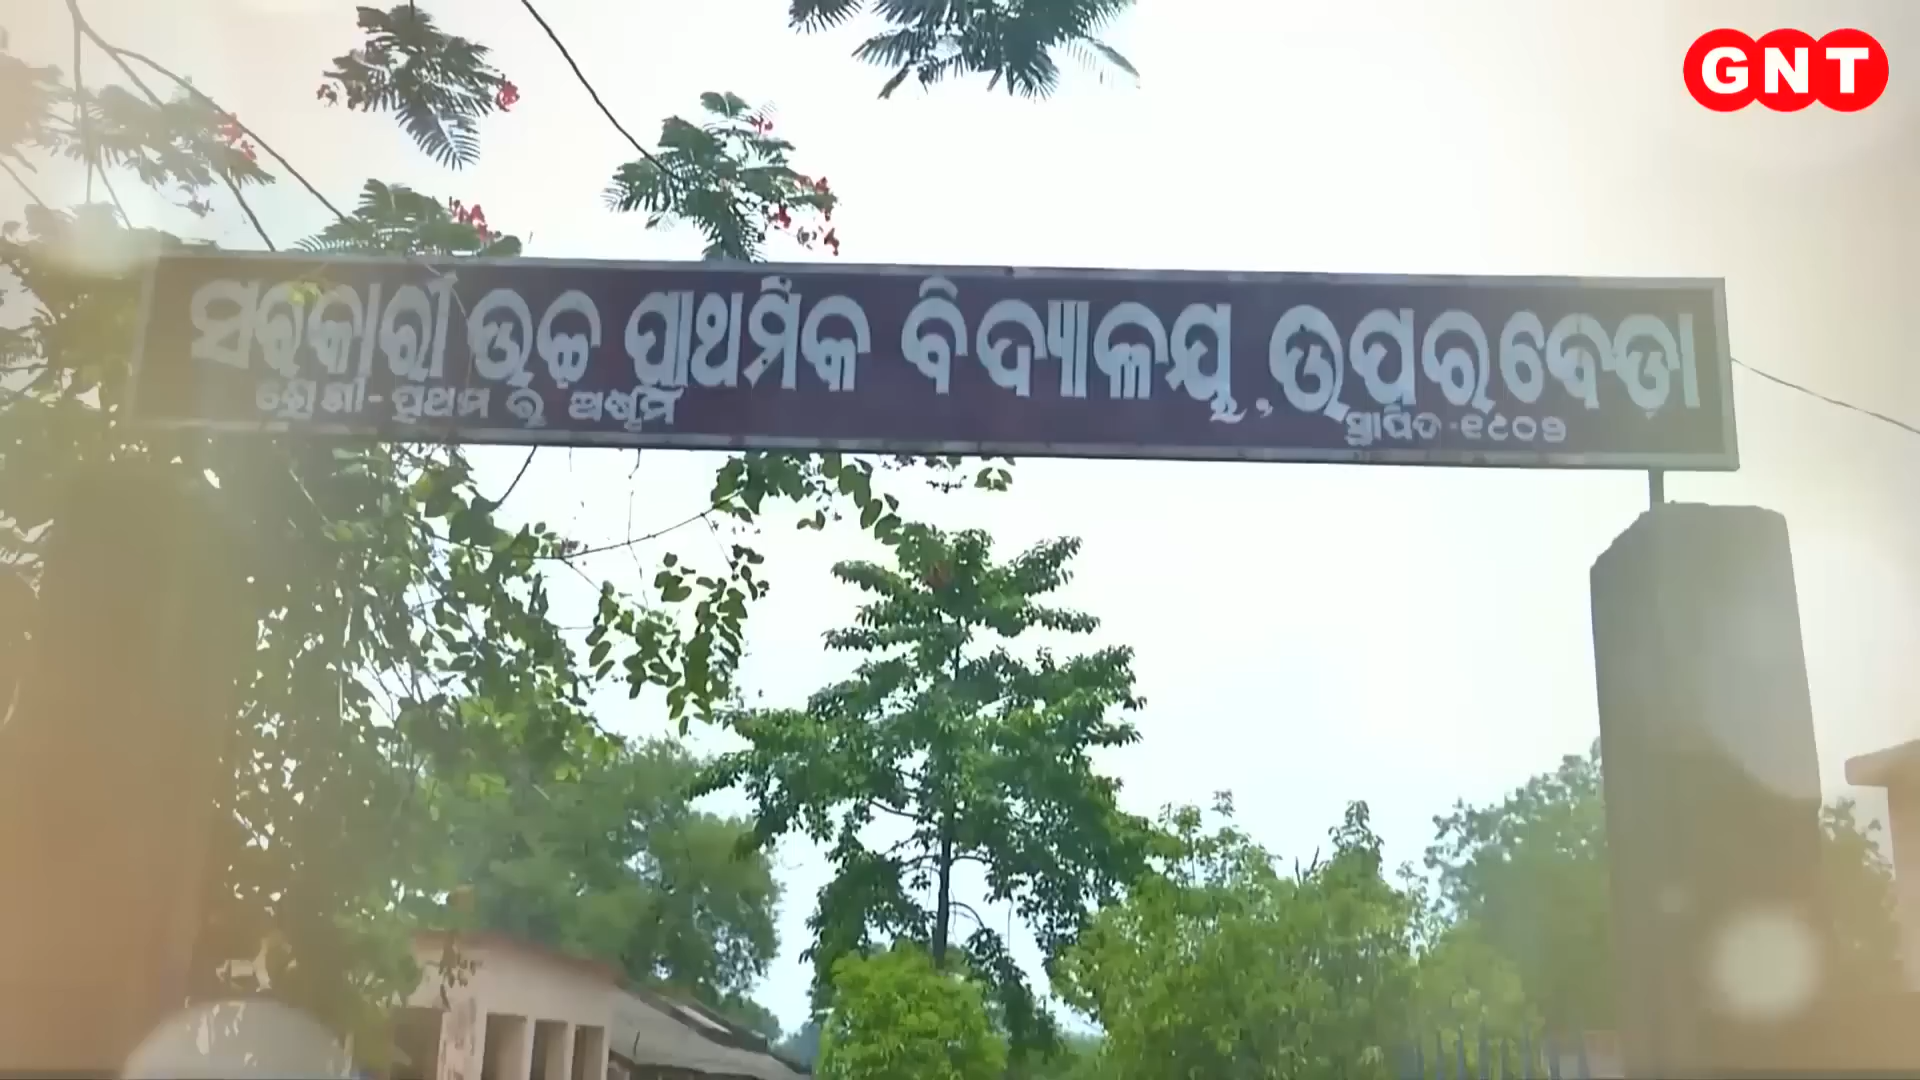 GNT
ସରକାରୀ ଉଚ୍ଚ ପ୍ରାଥମିକ ବିଦ୍ୟାଳୟ, ଉପରବେଡ଼ା
ଶ୍ରେଣୀ - ପ୍ରଥମ ରୁ ଅଷ୍ଟମ
ସ୍ଥାପିତ -୧୯୦୨